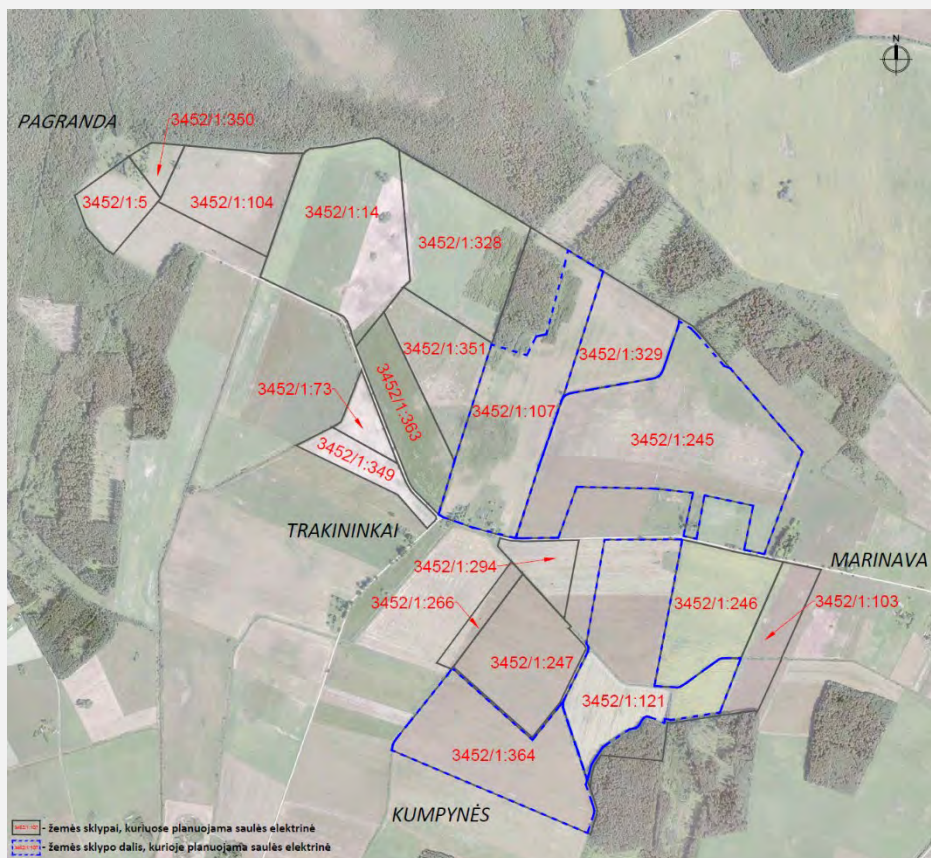 N
PAGRANDA
3452/1:350
3452/1:5
3452/1:104
3452/1:14
3452/1:328
3452/1:351
3452/1:329
3452/1:73
3452/1:363
3452/1:107
3452/1:245
3452/1:349
TRAKININKAI
MARINAVA
3452/1:294
3452/1:266
3452/1:246
3452/1:103
3452/1:247
3452/1:121
3452/1:364
KUMPYNĖS
- žemės sklypai, kuriuose planuojama saulės elektrinė
- žemės sklypo dalis, kurioje planuojama saulės elektrinė